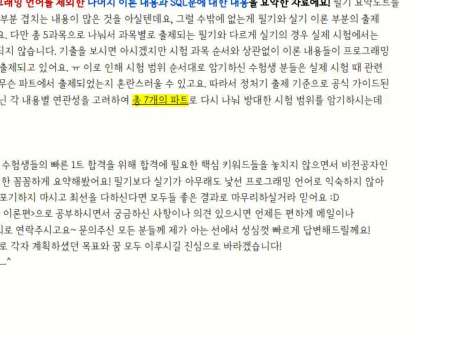 래밍 언어를 제외한 나머지 이론 내용과 SQL문에 대한 내용을 요약한 자료에요! 필기 요약노트를
부분 겹치는 내용이 많은 것을 아실텐데요, 그럴 수밖에 없는게 필기와 실기 이론 부분의 출제
요. 다만 총 5과목으로 나눠서 과목별로 출제되는 필기와 다르게 실기의 경우 실제 시험에서는
되지 않습니다. 기출을 보시면 아시겠지만 시험 과목 순서와 상관없이 이론 내용들이 프로그래밍
출제되고 있어요. ㅠ 이로 인해 시험 범위 순서대로 암기하신 수험생 분들은 실제 시험 때 관련
무슨 파트에서 출제되었는지 혼란스러울 수 있고요. 따라서 정처기 출제 기준으로 공식 가이드된
닌 각 내용별 연관성을 고려하여 총 7개의 파트로 다시 나눠 방대한 시험 범위를 암기하시는데
수험생들의 빠른 1트 합격을 위해 합격에 필요한 핵심 키워드들을 놓치지 않으면서 비전공자인
한 꼼꼼하게 요약해봤어요! 필기보다 실기가 아무래도 낯선 프로그래밍 언어로 익숙하지 않아
포기하지 마시고 최선을 다하신다면 모두들 좋은 결과로 마무리하실거라 믿어요 :D
이론편>으로 공부하시면서 궁금하신 사항이나 의견 있으시면 언제든 편하게 메일이나
로 연락주시고요~ 문의주신 모든 분들께 제가 아는 선에서 성심껏 빠르게 답변해드릴께요!
로 각자 계획하셨던 목표와 꿈 모두 이루시길 진심으로 바라겠습니다!
_^